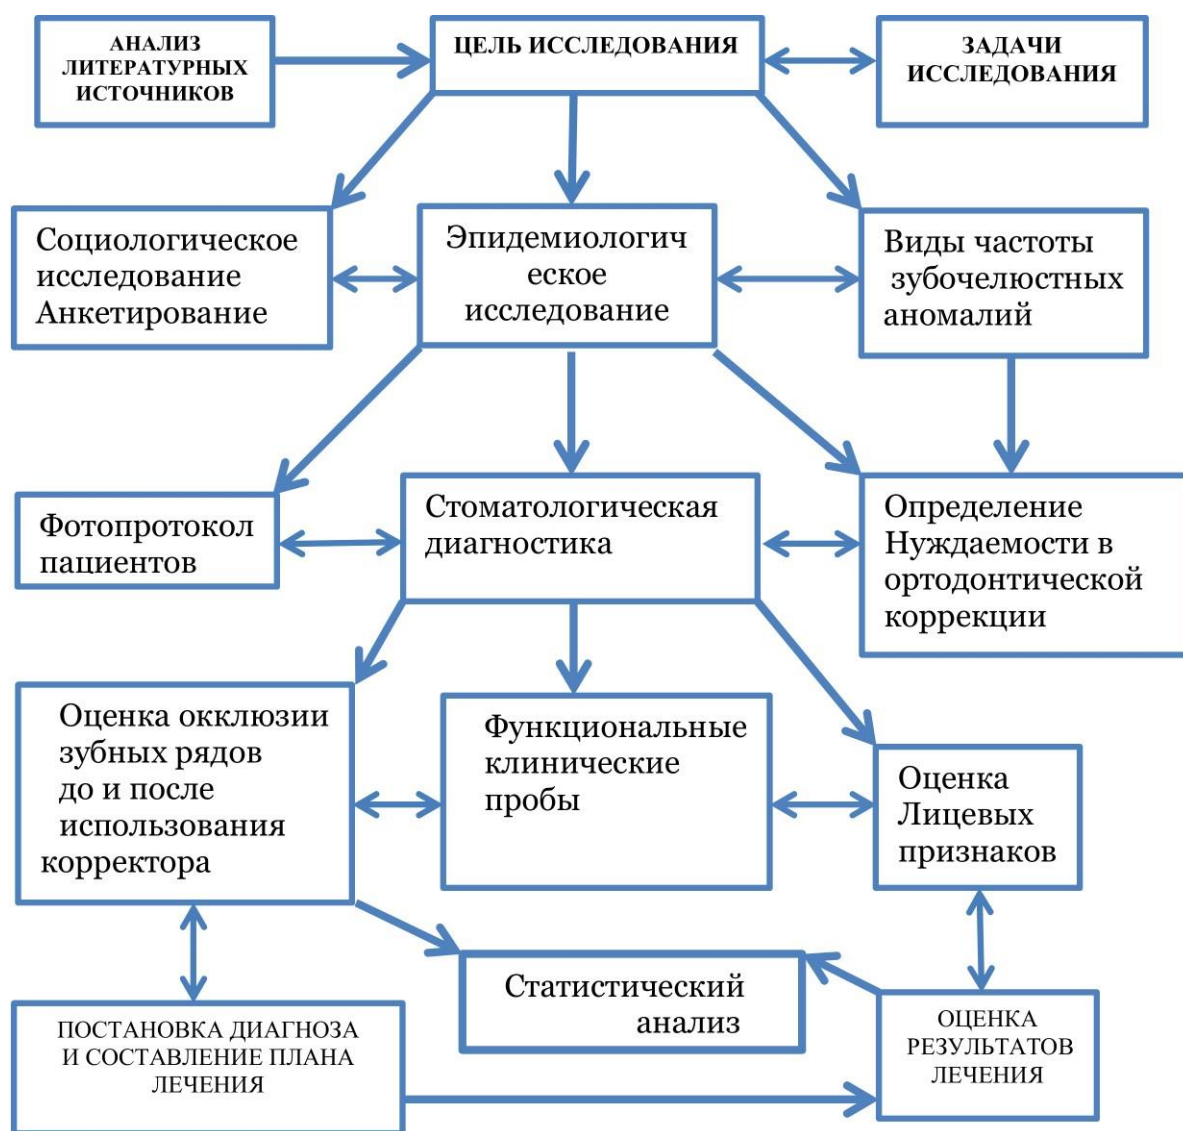 АНАЛИЗ
ЛИТЕРАТУРНЫХ
ИСТОЧНИКОВ
ЦЕЛЬ ИССЛЕДОВАНИЯ
ЗАДАЧИ
ИССЛЕДОВАНИЯ
Социологическое
исследование
Анкетирование
Эпидемиологич
еское
исследование
Виды частоты
зубочелюстных
аномалий
Фотопротокол
пациентов
Стоматологическая
диагностика
Определение
Нуждаемости в
ортодонтической
коррекции
Оценка окклюзии
зубных рядов
до и после
использования
корректора
Функциональные
клинические
пробы
Оценка
Лицевых
признаков
Статистический
анализ
ПОСТАНОВКА ДИАГНОЗА
И СОСТАВЛЕНИЕ ПЛАНА
ЛЕЧЕНИЯ
ОЦЕНКА
РЕЗУЛЬТАТОВ
ЛЕЧЕНИЯ